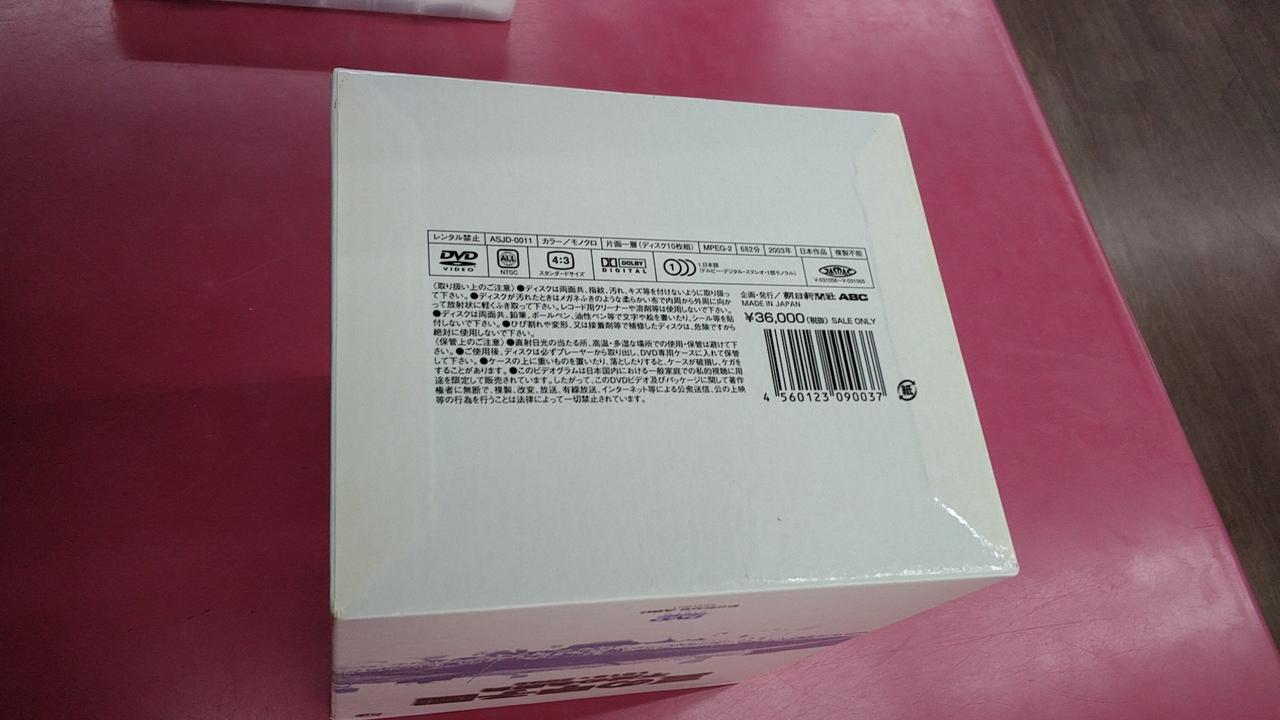 レンタル禁止 ASJD-0011 カラー／モノクロ 片面一層(ディスク10枚組) MPEG-2 682分 2003年 日本作品 複製不能
DVD VIDEO
ALL
NTSC
4:3
スタンダードサイズ
DOLBY DIGITAL
1 1.日本語
(ドルビー・デジタル・ステレオ・1部モノラル)
JASRAC
V-031056〜V-031065
〈取り扱い上のご注意〉●ディスクは両面共、指紋、汚れ、キズ等を付けないように取り扱っ
て下さい。●ディスクが汚れたときはメガネふきのような柔らかい布で内周から外周に向か
って放射状に軽くふき取って下さい。レコード用クリーナーや溶剤等は使用しないで下さい。
●ディスクは両面共、鉛筆、ボールペン、油性ペン等で文字や絵を書いたり、シール等を貼
付しないで下さい。●ひび割れや変形、又は接着剤等で補修したディスクは、危険ですから
絶対に使用しないで下さい。
〈保管上のご注意〉●直射日光の当たる所、高温・多湿な場所での使用・保管は避けて下
さい。●ご使用後、ディスクは必ずプレーヤーから取り出し、DVD専用ケースに入れて保管
して下さい。●ケースの上に重いものを置いたり、落としたりすると、ケースが破損し、ケガを
することがあります。●このビデオグラムは日本国内における一般家庭での私的視聴に用
途を限定して販売されています。したがって、このDVDビデオ及びパッケージに関して著作
権者に無断で、複製、改変、放送、有線放送、インターネット等による公衆送信、公の上映
等の行為を行うことは法律によって一切禁止されています。
企画・発行／朝日新聞社 ABC
MADE IN JAPAN
¥36,000(税抜) SALE ONLY
4 560123 090037
紙